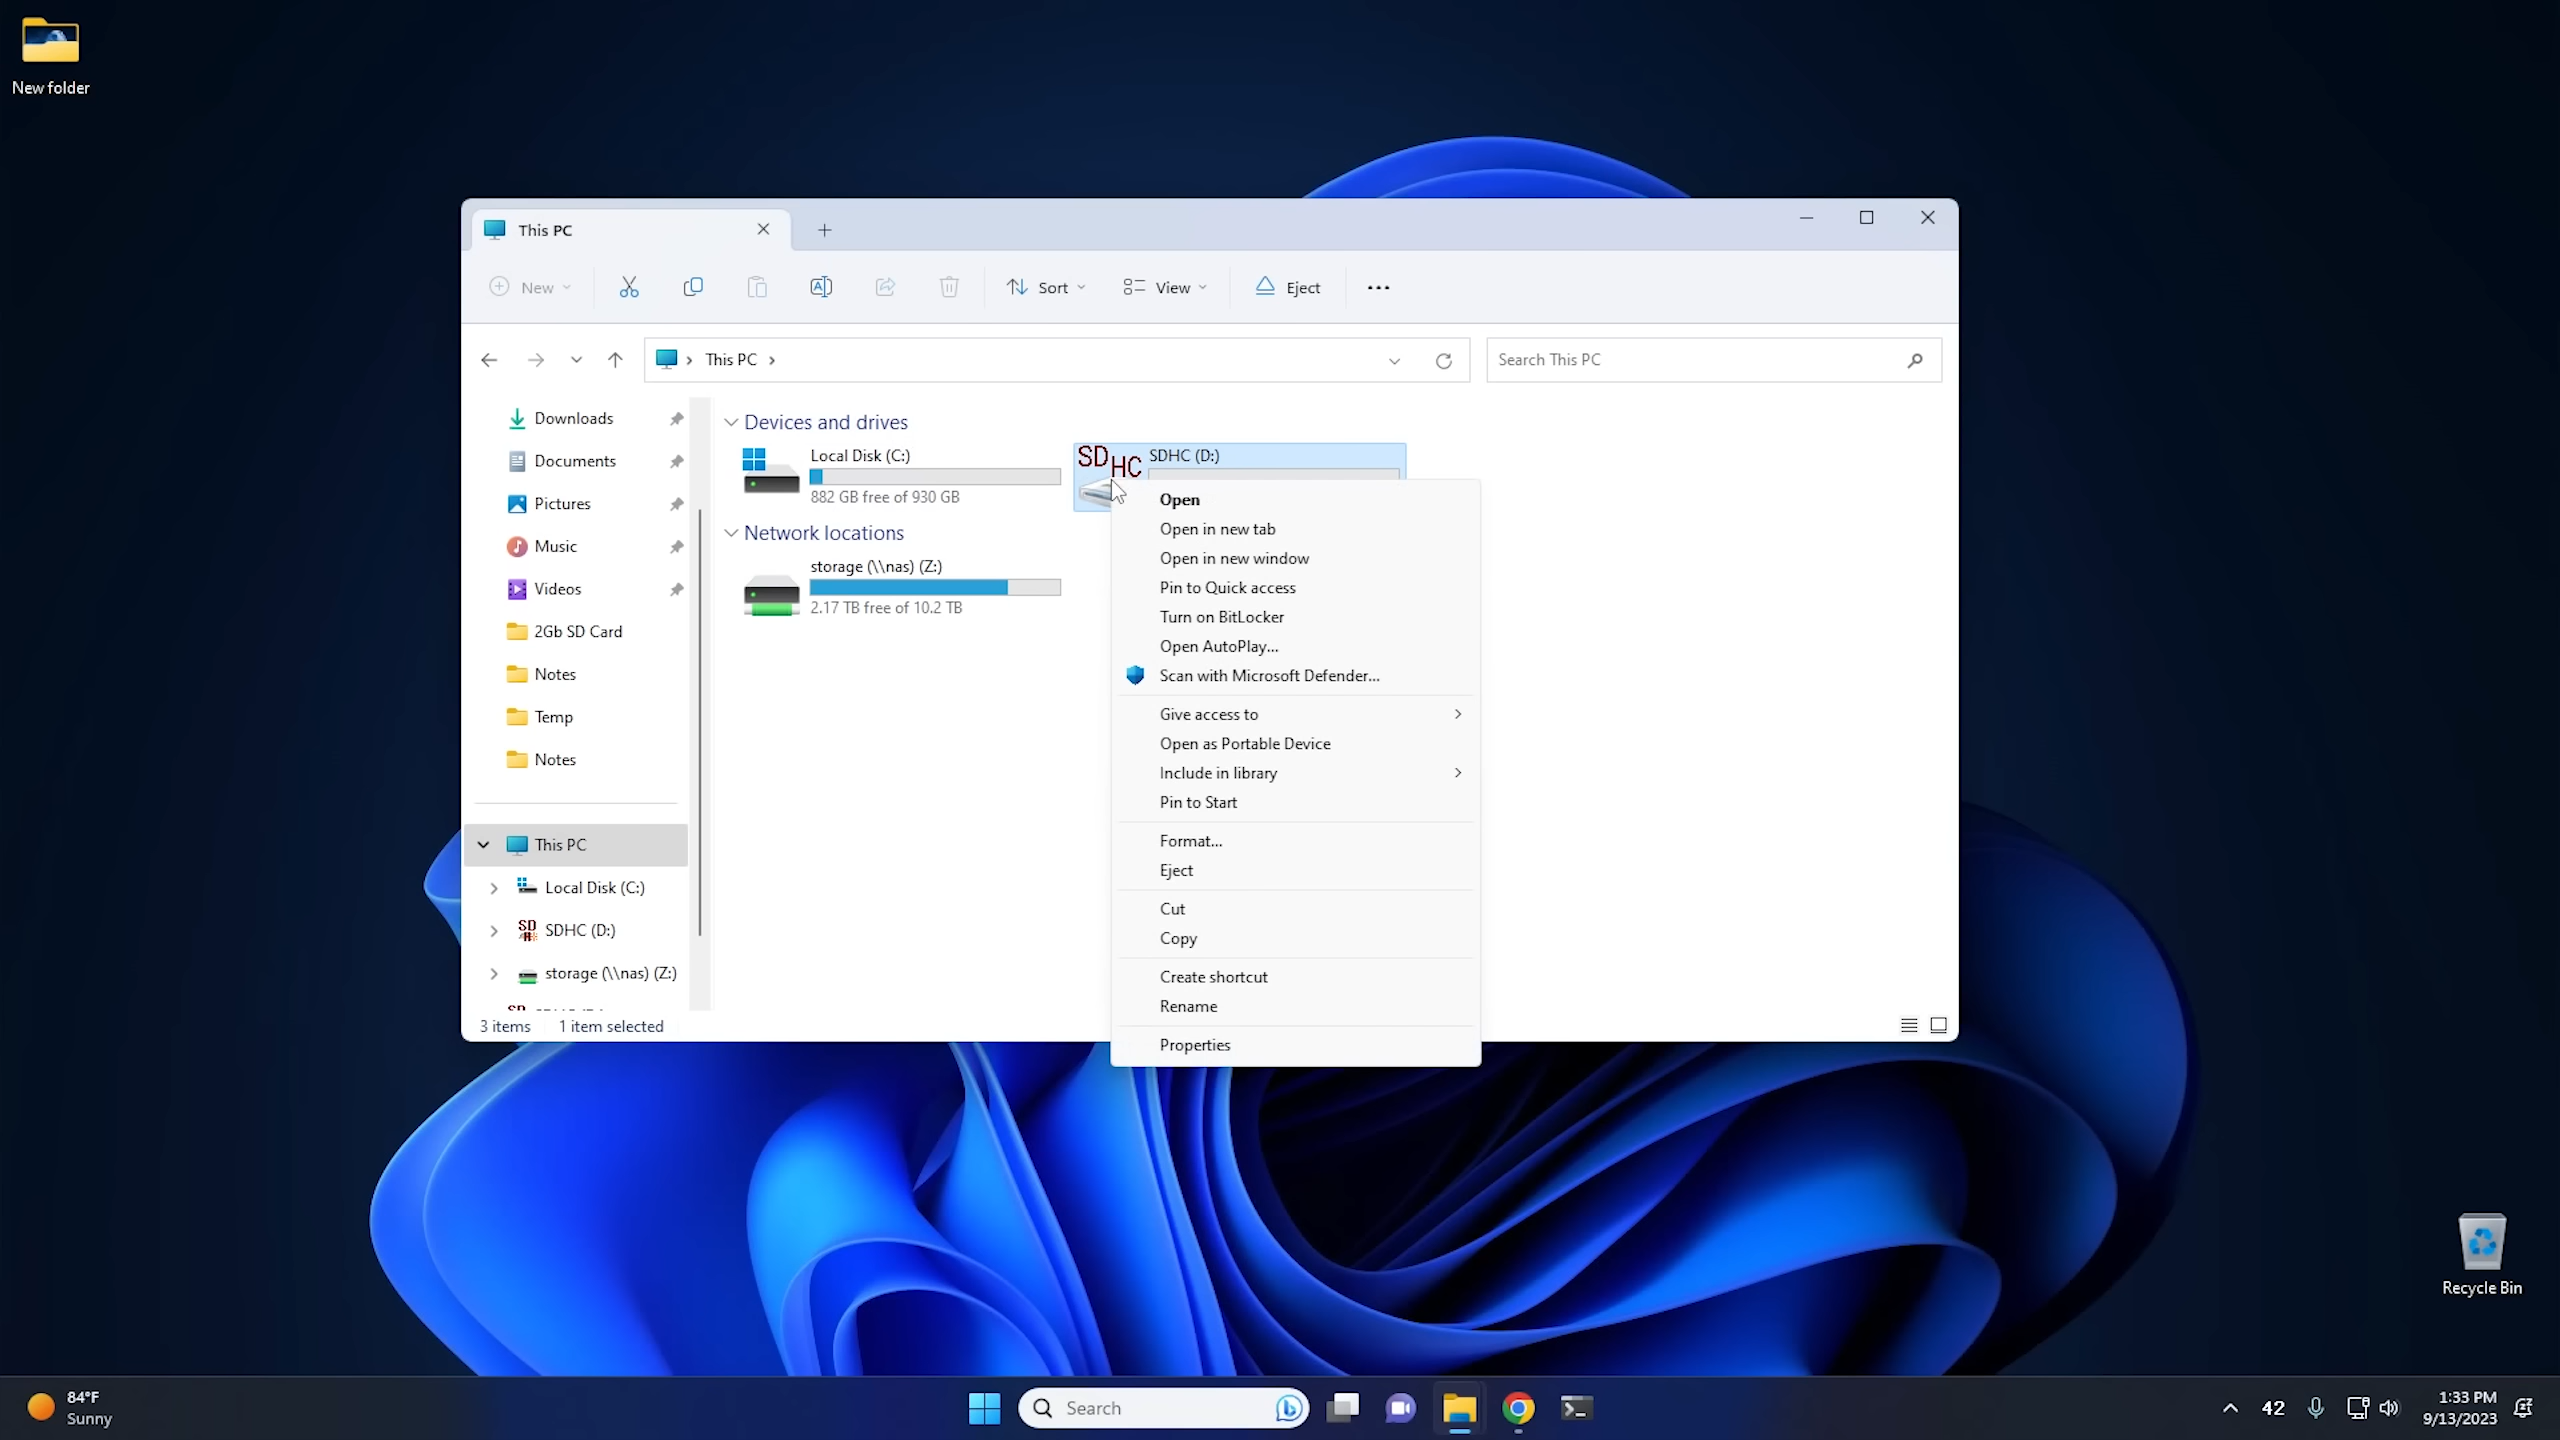 New folder
This PC
New
Sort
View
Eject
This PC
Search This PC
Downloads
Documents
Pictures
Music
Videos
2Gb SD Card
Notes
Temp
Notes
This PC
Local Disk (C:)
SDHC (D:)
storage (\\nas) (Z:)
Devices and drives
Local Disk (C:)
882 GB free of 930 GB
SD HC
SDHC (D:)
Network locations
storage (\\nas) (Z:)
2.17 TB free of 10.2 TB
Open
Open in new tab
Open in new window
Pin to Quick access
Turn on BitLocker
Open AutoPlay...
Scan with Microsoft Defender...
Give access to
Open as Portable Device
Include in library
Pin to Start
Format...
Eject
Cut
Copy
Create shortcut
Rename
Properties
3 items
1 item selected
Recycle Bin
84°F
Sunny
Search
42
1:33 PM
9/13/2023